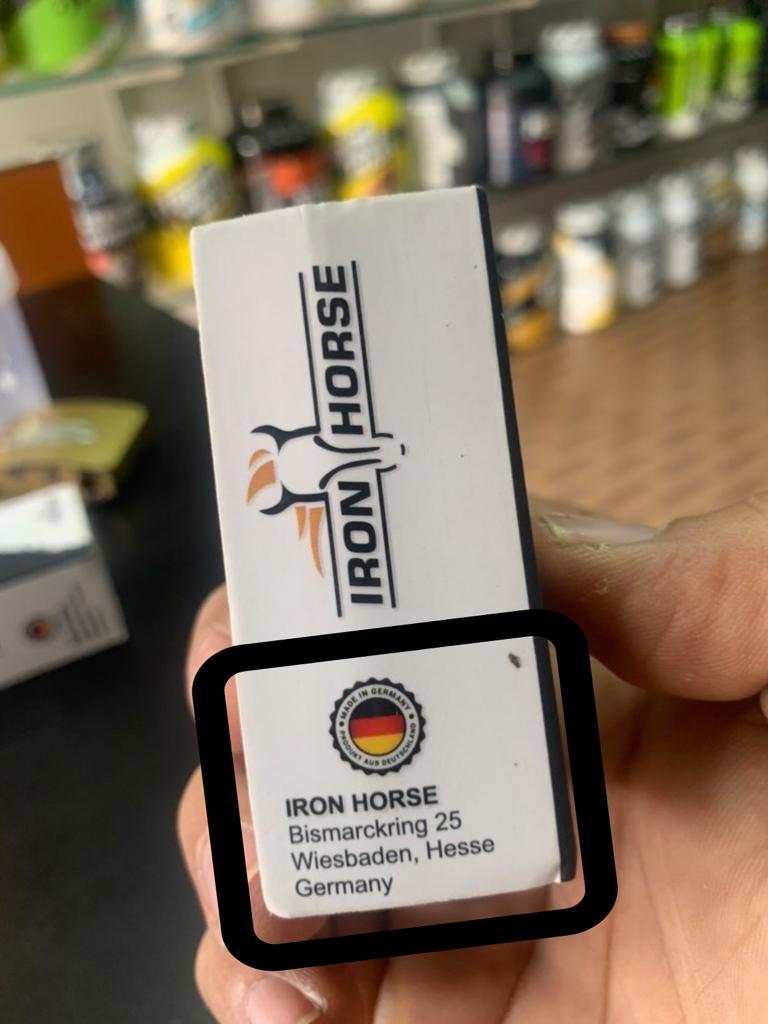 IRON HORSE
MADE IN GERMANY
PRODUKT AUS DEUTSCHLAND
IRON HORSE
Bismarckring 25
Wiesbaden, Hesse
Germany